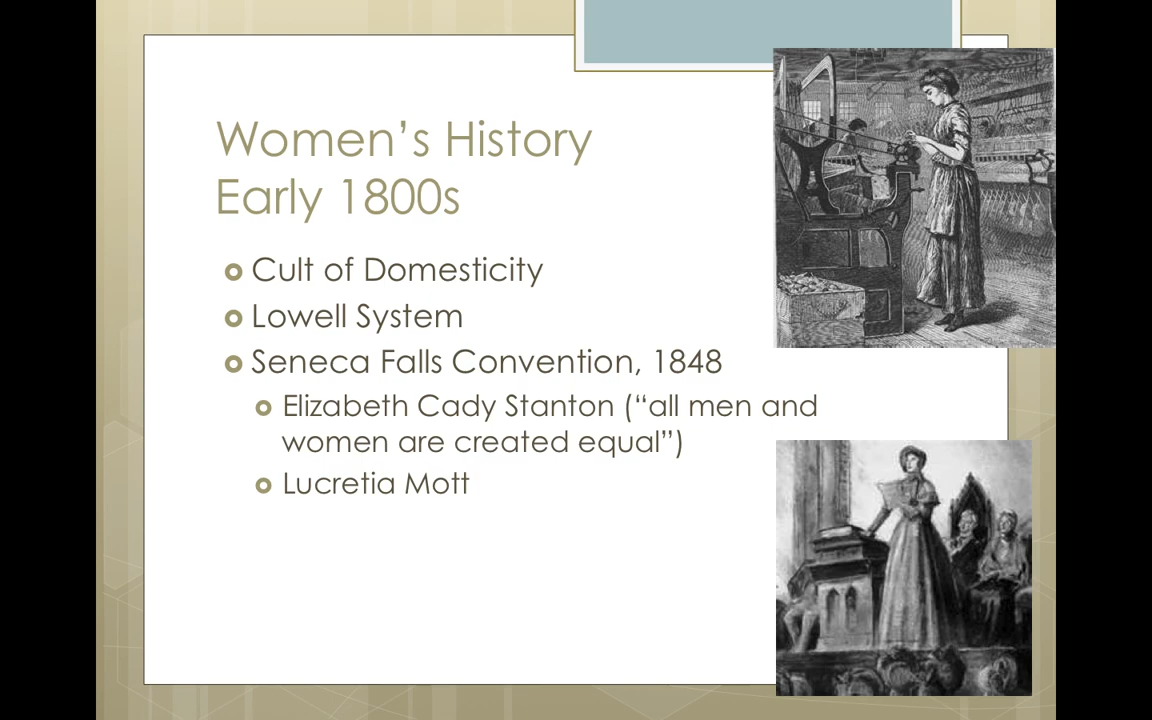 Women’s History
Early 1800s
Cult of Domesticity
Lowell System
Seneca Falls Convention, 1848
Elizabeth Cady Stanton (“all men and
women are created equal”)
Lucretia Mott